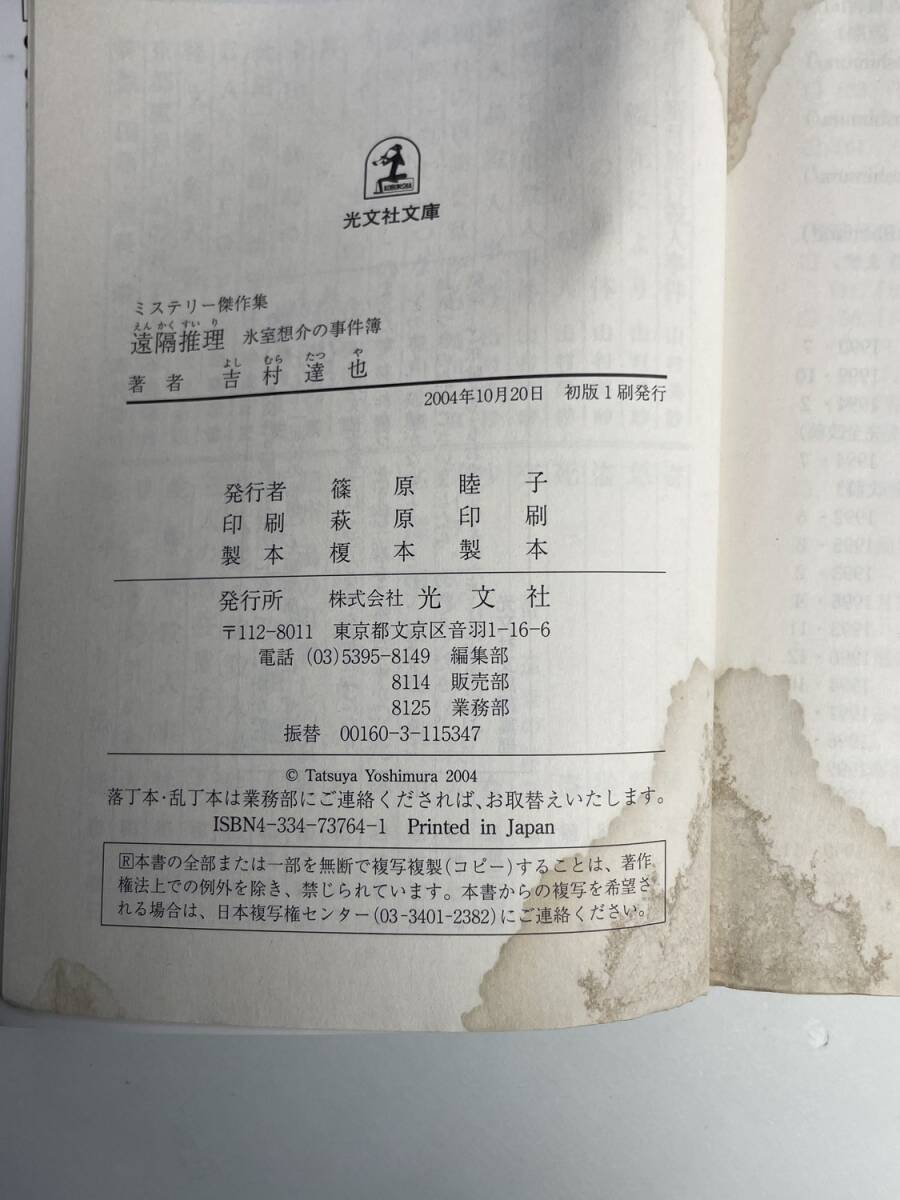 KOBUNSHA
光文社文庫
ミステリー傑作集
えん かく すい り
遠隔推理 氷室想介の事件簿
よし むら たつ や
著者 吉村達也
2004年10月20日 初版1刷発行
発行者 篠原睦子
印刷 萩原印刷
製本 榎本製本
発行所 株式会社 光文社
〒112-8011 東京都文京区音羽1-16-6
電話 (03)5395-8149 編集部
8114 販売部
8125 業務部
振替 00160-3-115347
© Tatsuya Yoshimura 2004
落丁本・乱丁本は業務部にご連絡くだされば、お取替えいたします。
ISBN4-334-73764-1 Printed in Japan
Ⓡ本書の全部または一部を無断で複写複製(コピー)することは、著作
権法上での例外を除き、禁じられています。本書からの複写を希望さ
れる場合は、日本複写権センター(03-3401-2382)にご連絡ください。